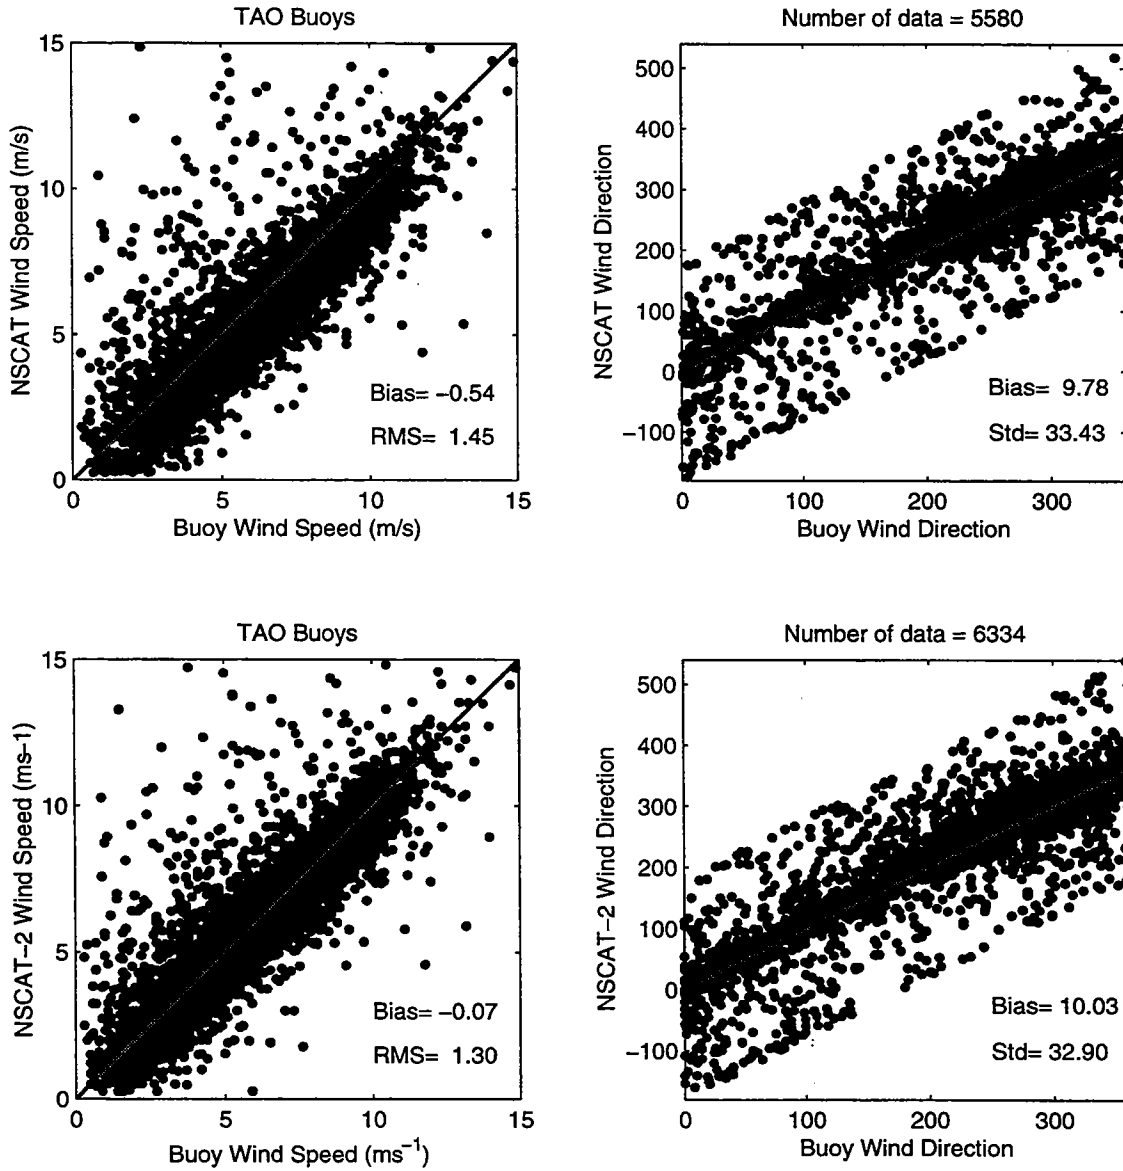 TAO Buoys
15
10
5
0
NSCAT Wind Speed (m/s)
Bias= −0.54
RMS= 1.45
0 5 10 15
Buoy Wind Speed (m/s)
Number of data = 5580
500
400
300
200
100
0
−100
NSCAT Wind Direction
Bias= 9.78
Std= 33.43
0 100 200 300
Buoy Wind Direction
TAO Buoys
15
10
5
0
NSCAT−2 Wind Speed (ms−1)
Bias= −0.07
RMS= 1.30
0 5 10 15
Buoy Wind Speed (ms⁻¹)
Number of data = 6334
500
400
300
200
100
0
−100
NSCAT−2 Wind Direction
Bias= 10.03
Std= 32.90
0 100 200 300
Buoy Wind Direction